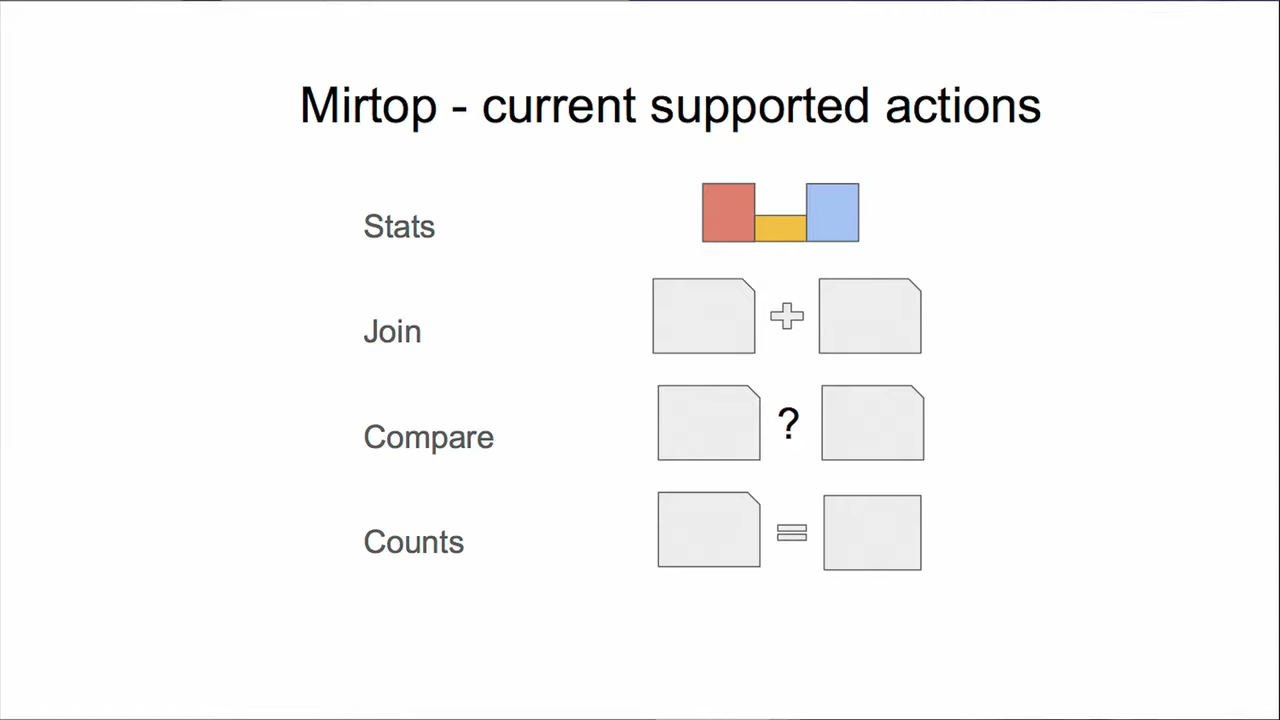 Mirtop - current supported actions
Stats
Join
Compare
?
Counts